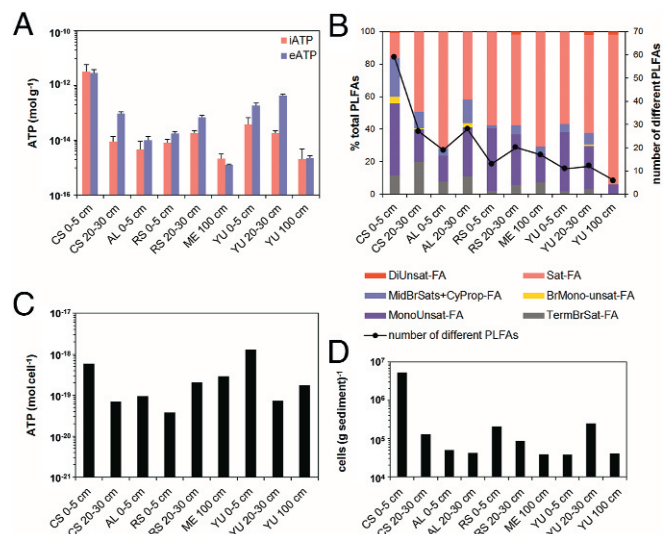 A
B
10⁻¹⁰
10⁻¹²
10⁻¹⁴
10⁻¹⁶
ATP (mol g⁻¹)
iATP
eATP
CS 0-5 cm
CS 20-30 cm
AL 0-5 cm
RS 0-5 cm
RS 20-30 cm
ME 100 cm
YU 0-5 cm
YU 20-30 cm
YU 100 cm
100
80
60
40
20
0
% total PLFAs
70
60
50
40
30
20
10
0
number of different PLFAs
CS 0-5 cm
CS 20-30 cm
AL 0-5 cm
AL 20-30 cm
RS 0-5 cm
RS 20-30 cm
ME 100 cm
YU 0-5 cm
YU 20-30 cm
YU 100 cm
DiUnsat-FA
Sat-FA
MidBrSats+CyProp-FA
BrMono-unsat-FA
MonoUnsat-FA
TermBrSat-FA
number of different PLFAs
C
D
10⁻¹⁷
10⁻¹⁸
10⁻¹⁹
10⁻²⁰
10⁻²¹
ATP (mol cell⁻¹)
CS 0-5 cm
CS 20-30 cm
AL 0-5 cm
RS 0-5 cm
RS 20-30 cm
ME 100 cm
YU 0-5 cm
YU 20-30 cm
YU 100 cm
10⁷
10⁶
10⁵
10⁴
cells (g sediment)⁻¹
CS 0-5 cm
CS 20-30 cm
AL 0-5 cm
AL 20-30 cm
RS 0-5 cm
RS 20-30 cm
ME 100 cm
YU 0-5 cm
YU 20-30 cm
YU 100 cm